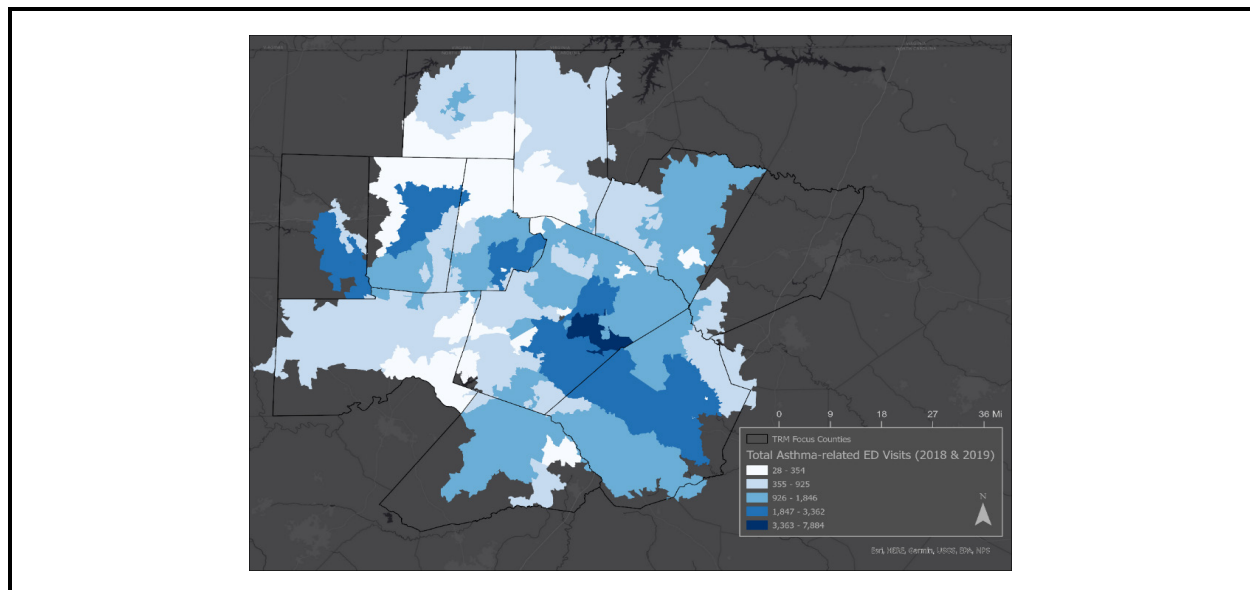 0 9 18 27 36 Mi
TRM Focus Counties
Total Asthma-related ED Visits (2018 & 2019)
28 - 354
355 - 925
926 - 1,846
1,847 - 3,362
3,363 - 7,884
N
Esri, HERE, Garmin, USGS, EPA, NPS